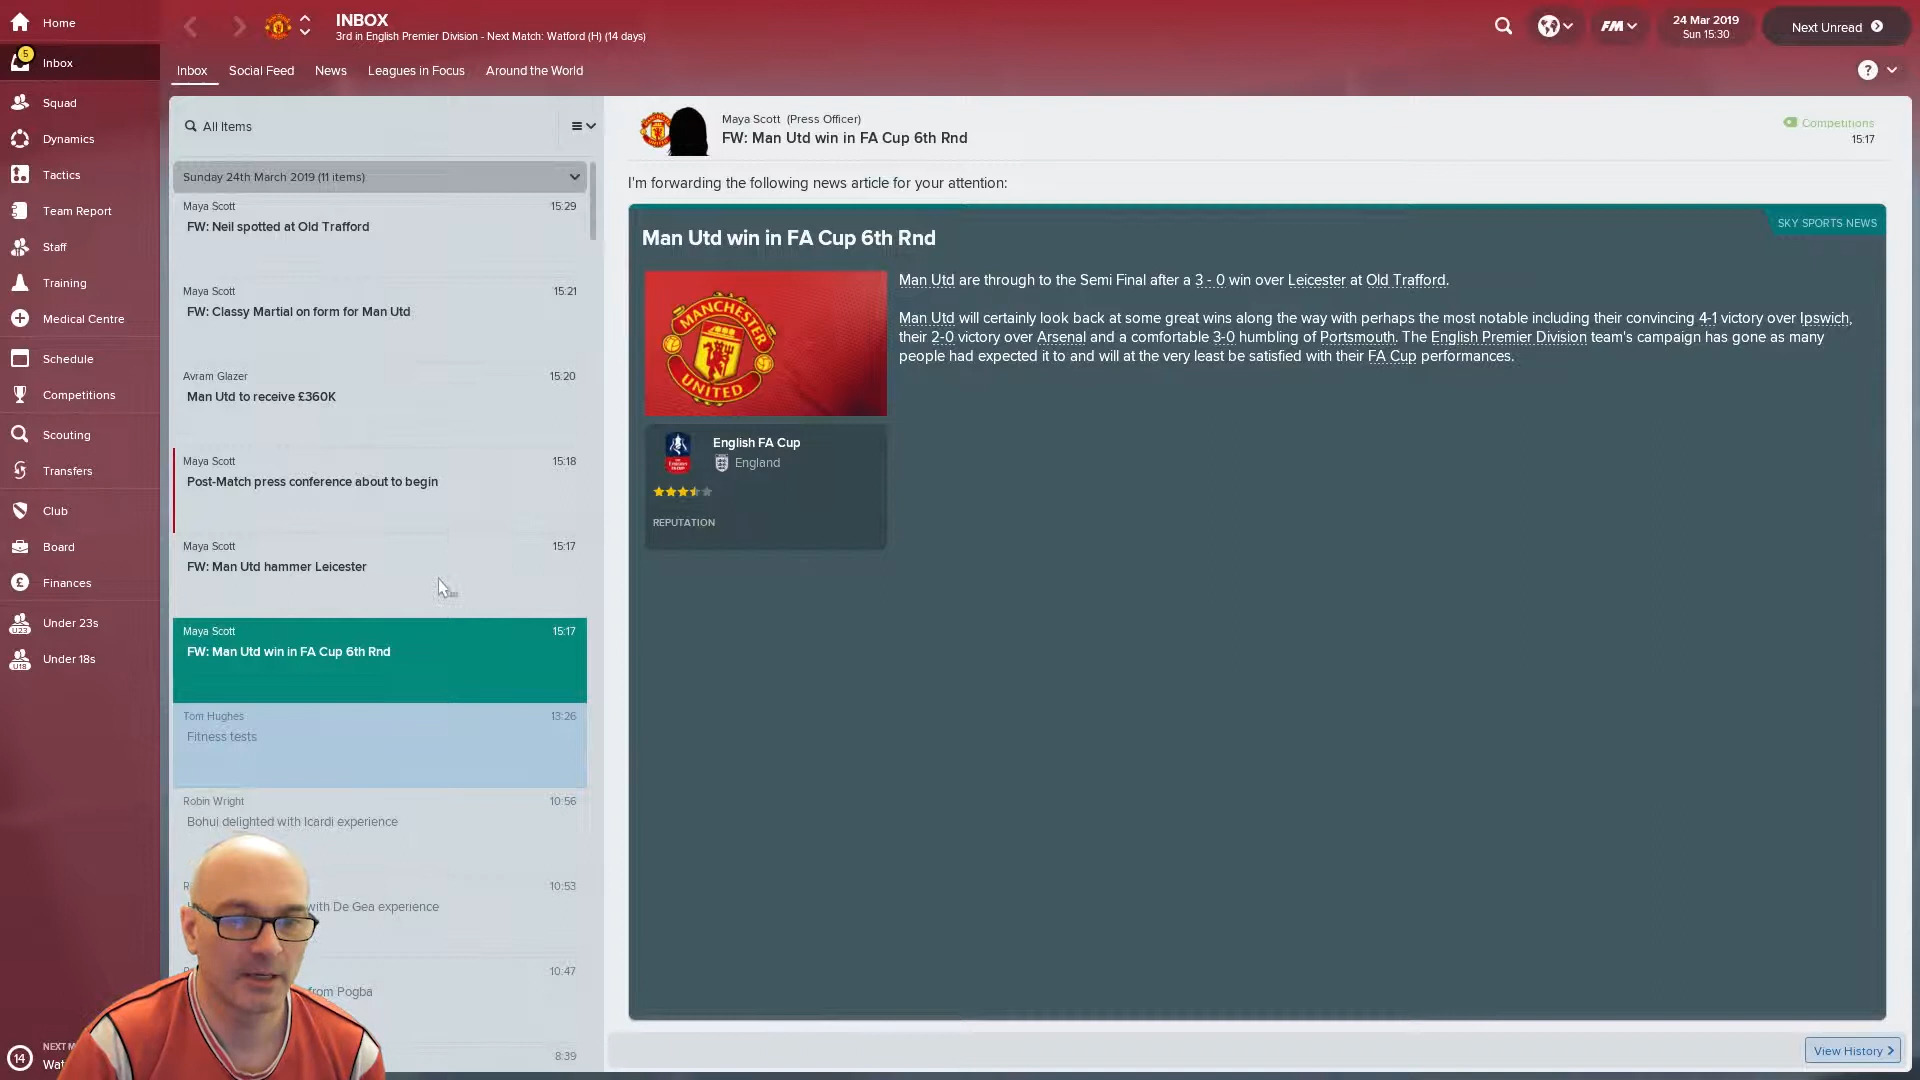 Home
5
Inbox
Squad
Dynamics
Tactics
Team Report
Staff
Training
Medical Centre
Schedule
Competitions
Scouting
Transfers
Club
Board
Finances
U23
Under 23s
U18
Under 18s
14
NEXT M
Wat
INBOX
3rd in English Premier Division - Next Match: Watford (H) (14 days)
FM
24 Mar 2019
Sun 15:30
Next Unread
Inbox Social Feed News Leagues in Focus Around the World
?
All Items
Sunday 24th March 2019 (11 items)
Maya Scott 15:29
FW: Neil spotted at Old Trafford
Maya Scott 15:21
FW: Classy Martial on form for Man Utd
Avram Glazer 15:20
Man Utd to receive £360K
Maya Scott 15:18
Post-Match press conference about to begin
Maya Scott 15:17
FW: Man Utd hammer Leicester
Maya Scott 15:17
FW: Man Utd win in FA Cup 6th Rnd
Tom Hughes 13:26
Fitness tests
Robin Wright 10:56
Bohui delighted with Icardi experience
R 10:53
with De Gea experience
10:47
from Pogba
8:39
Maya Scott (Press Officer)
FW: Man Utd win in FA Cup 6th Rnd
Competitions
15:17
I'm forwarding the following news article for your attention:
SKY SPORTS NEWS
Man Utd win in FA Cup 6th Rnd
MANCHESTER
UNITED
Man Utd are through to the Semi Final after a 3 - 0 win over Leicester at Old Trafford.
Man Utd will certainly look back at some great wins along the way with perhaps the most notable including their convincing 4-1 victory over Ipswich,
their 2-0 victory over Arsenal and a comfortable 3-0 humbling of Portsmouth. The English Premier Division team's campaign has gone as many
people had expected it to and will at the very least be satisfied with their FA Cup performances.
English FA Cup
England
REPUTATION
View History